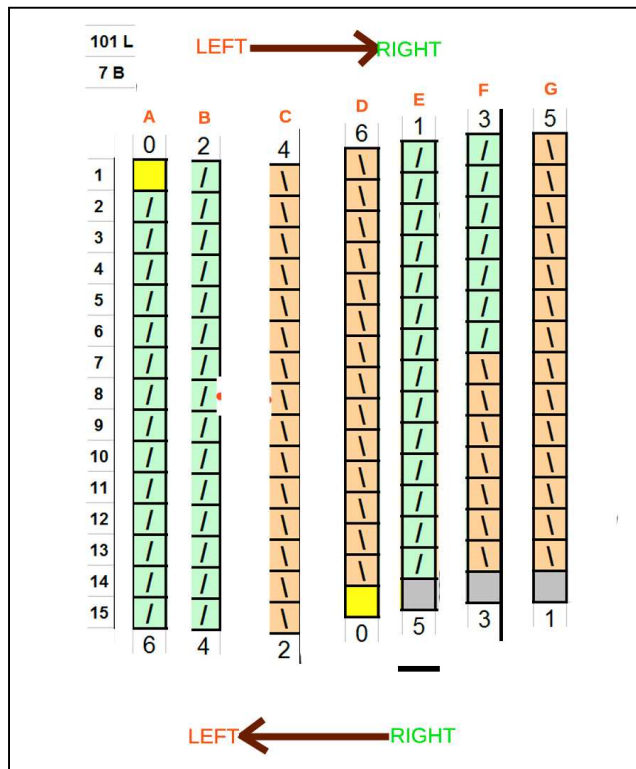 101 L
LEFT RIGHT
7 B
A B C D E F G
0 2 4 6 1 3 5
1 / \ \ / / \
2 / / \ \ / / \
3 / / \ \ / / \
4 / / \ \ / / \
5 / / \ \ / / \
6 / / \ \ / / \
7 / / \ \ / / \
8 / / \ \ / \ \
9 / / \ \ / \ \
10 / / \ \ / \ \
11 / / \ \ / \ \
12 / / \ \ / \ \
13 / / \ \ / \ \
14 / / \ \ / \ \
15 / / \
6 4 2 0 5 3 1
LEFT RIGHT